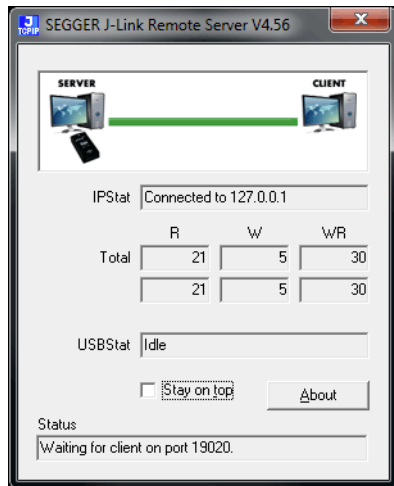 J
TCPIP
SEGGER J-Link Remote Server V4.56
x
SERVER
CLIENT
IPStat Connected to 127.0.0.1
R W WR
Total 21 5 30
21 5 30
USBStat Idle
Stay on top About
Status
Waiting for client on port 19020.